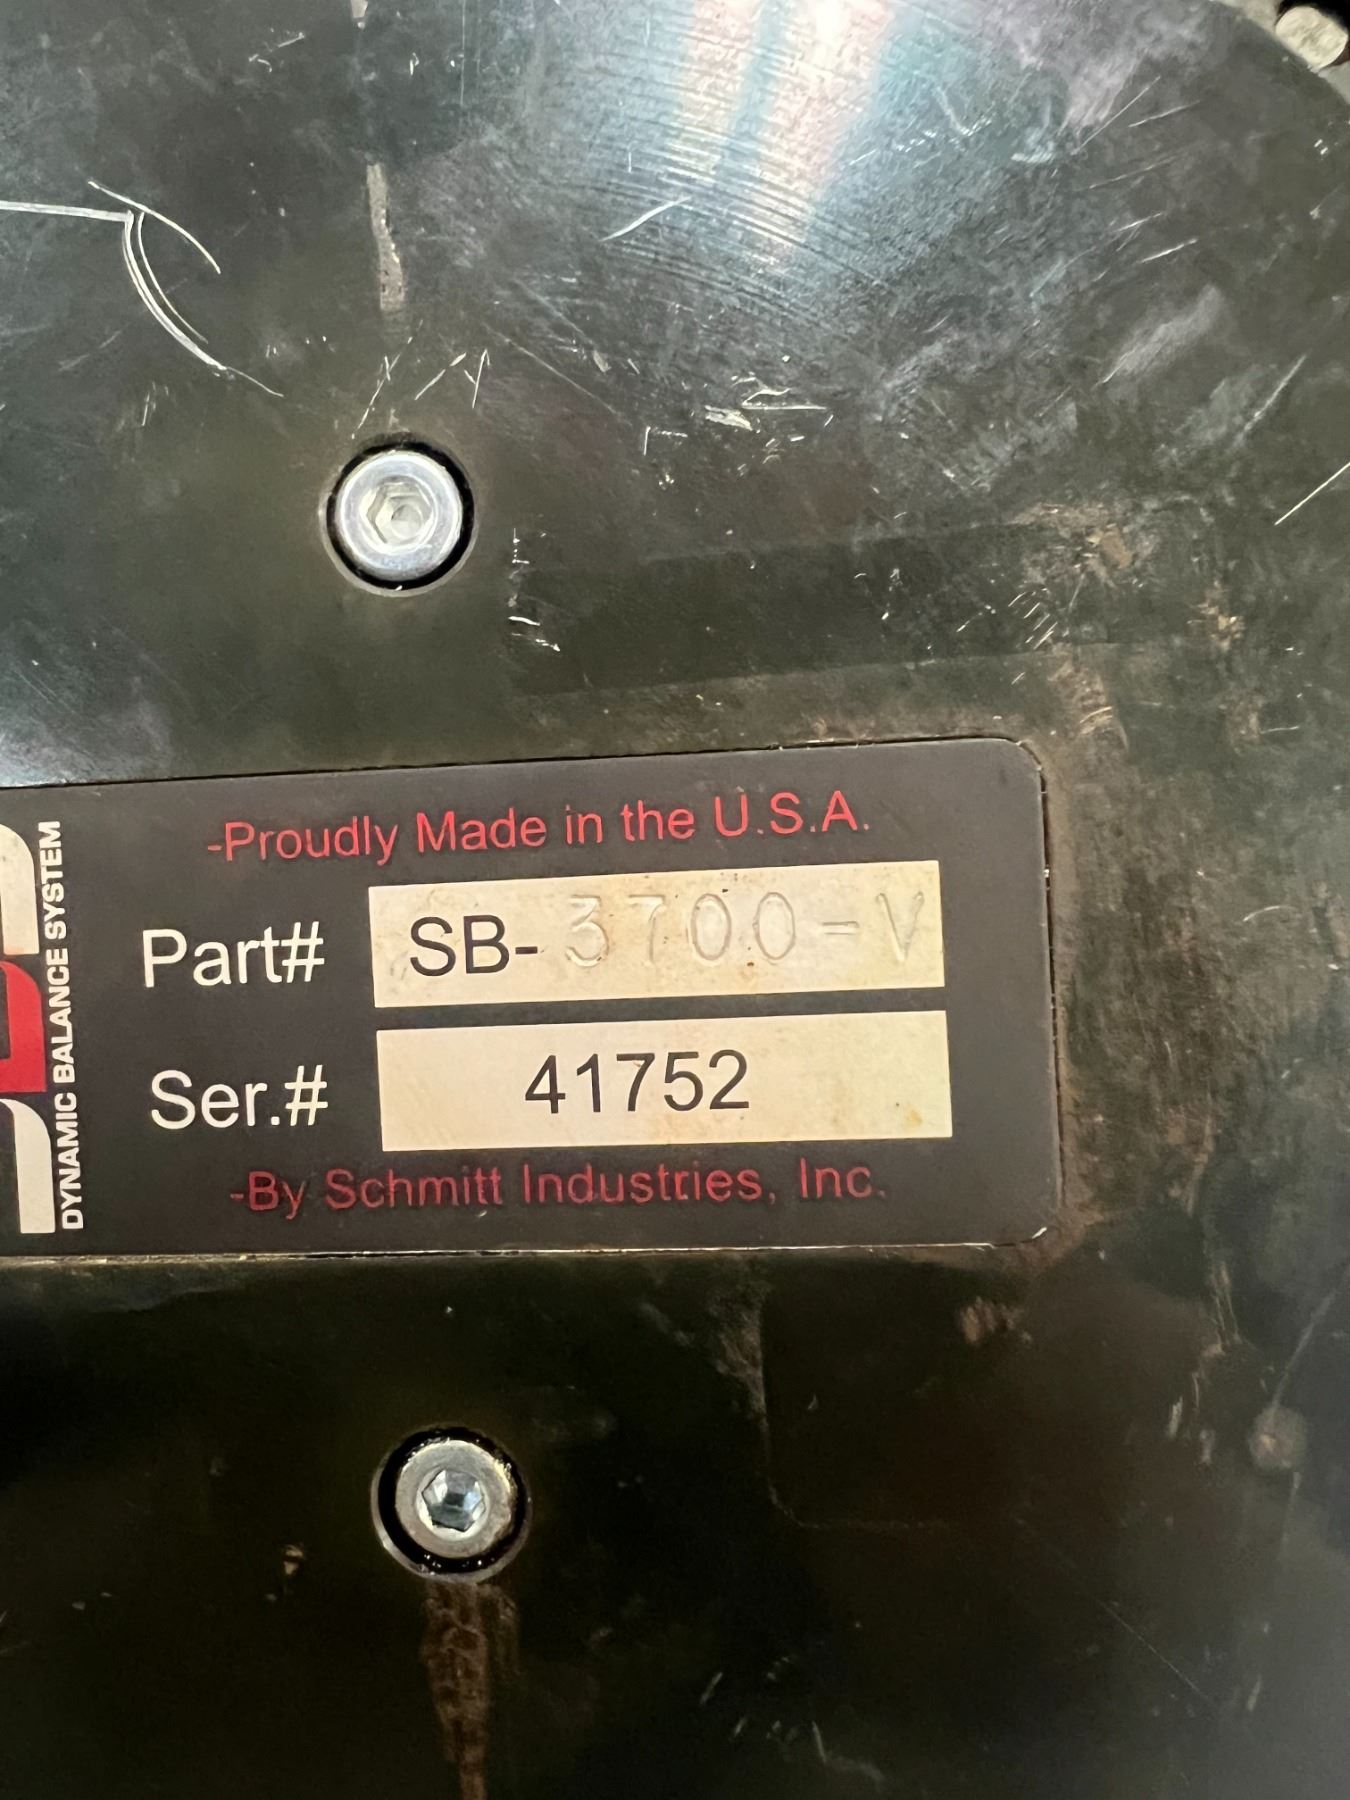 -Proudly Made in the U.S.A.
Part# SB-3700-V
Ser.# 41752
-By Schmitt Industries, Inc.
DYNAMIC BALANCE SYSTEM